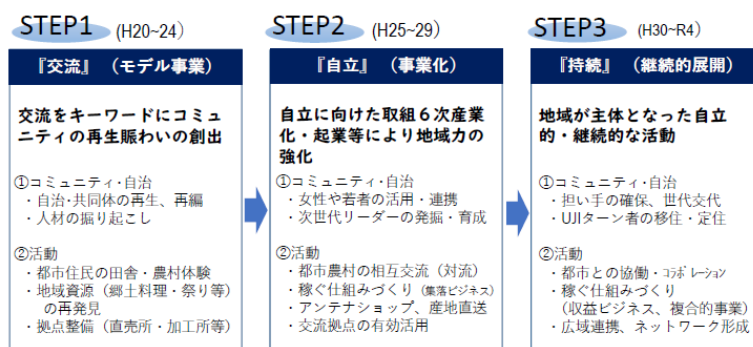 STEP1 (H20~24)
『交流』（モデル事業）
交流をキーワードにコミュ
ニティの再生賑わいの創出
①コミュニティ･自治
・自治･共同体の再生、再編
・人材の掘り起こし
②活動
・都市住民の田舎・農村体験
・地域資源（郷土料理・祭り等）
の再発見
・拠点整備（直売所・加工所等）
STEP2 (H25~29)
『自立』（事業化）
自立に向けた取組６次産業
化・起業等により地域力の
強化
①コミュニティ･自治
・女性や若者の活用・連携
・次世代リーダーの発掘・育成
②活動
・都市農村の相互交流（対流）
・稼ぐ仕組みづくり（集落ビジネス）
・アンテナショップ、産地直送
・交流拠点の有効活用
STEP3 (H30~R4)
『持続』（継続的展開）
地域が主体となった自立
的・継続的な活動
①コミュニティ･自治
・担い手の確保、世代交代
・UJIターン者の移住・定住
②活動
・都市との協働・ｺﾗﾎﾞﾚｰｼｮﾝ
・稼ぐ仕組みづくり
（収益ビジネス、複合的事業）
・広域連携、ネットワーク形成